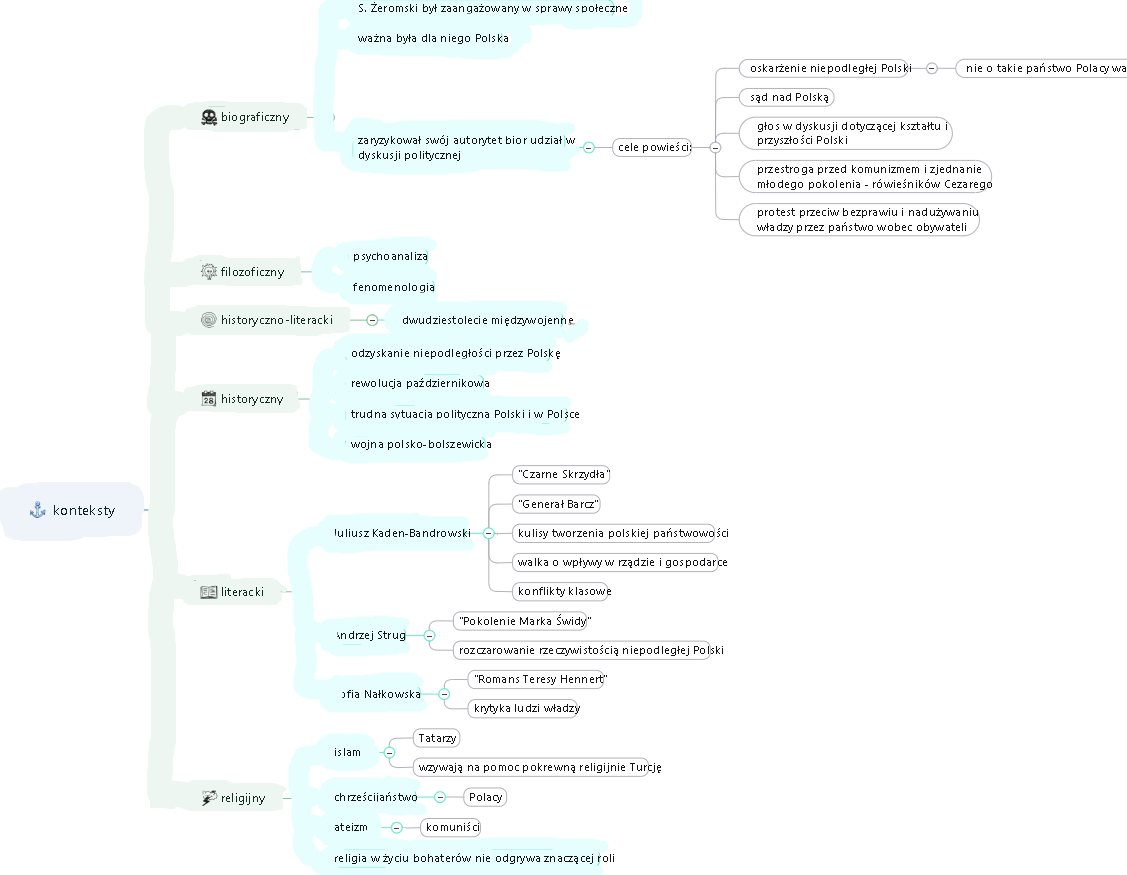 S. Żeromski był zaangażowany w sprawy społeczne
ważna była dla niego Polska
biograficzny
zaryzykował swój autorytet bior udział w
dyskusji politycznej
cele powieści:
oskarżenie niepodległej Polski
nie o takie państwo Polacy wa
sąd nad Polską
głos w dyskusji dotyczącej kształtu i
przyszłości Polski
przestroga przed komunizmem i zjednanie
młodego pokolenia - rówieśników Cezarego
protest przeciw bezprawiu i nadużywaniu
władzy przez państwo wobec obywateli
filozoficzny
psychoanaliza
fenomenologia
historyczno-literacki
dwudziestolecie międzywojenne
historyczny
28
odzyskanie niepodległości przez Polskę
rewolucja październikowa
trudna sytuacja polityczna Polski i w Polsce
wojna polsko-bolszewicka
konteksty
literacki
Juliusz Kaden-Bandrowski
"Czarne Skrzydła"
"Generał Barcz"
kulisy tworzenia polskiej państwowości
walka o wpływy w rządzie i gospodarce
konflikty klasowe
Andrzej Strug
"Pokolenie Marka Świdy"
rozczarowanie rzeczywistością niepodległej Polski
ofia Nałkowska
"Romans Teresy Hennert"
krytyka ludzi władzy
religijny
islam
Tatarzy
wzywają na pomoc pokrewną religijnie Turcję
chrześcijaństwo
Polacy
ateizm
komuniści
religia w życiu bohaterów nie odgrywa znaczącej roli